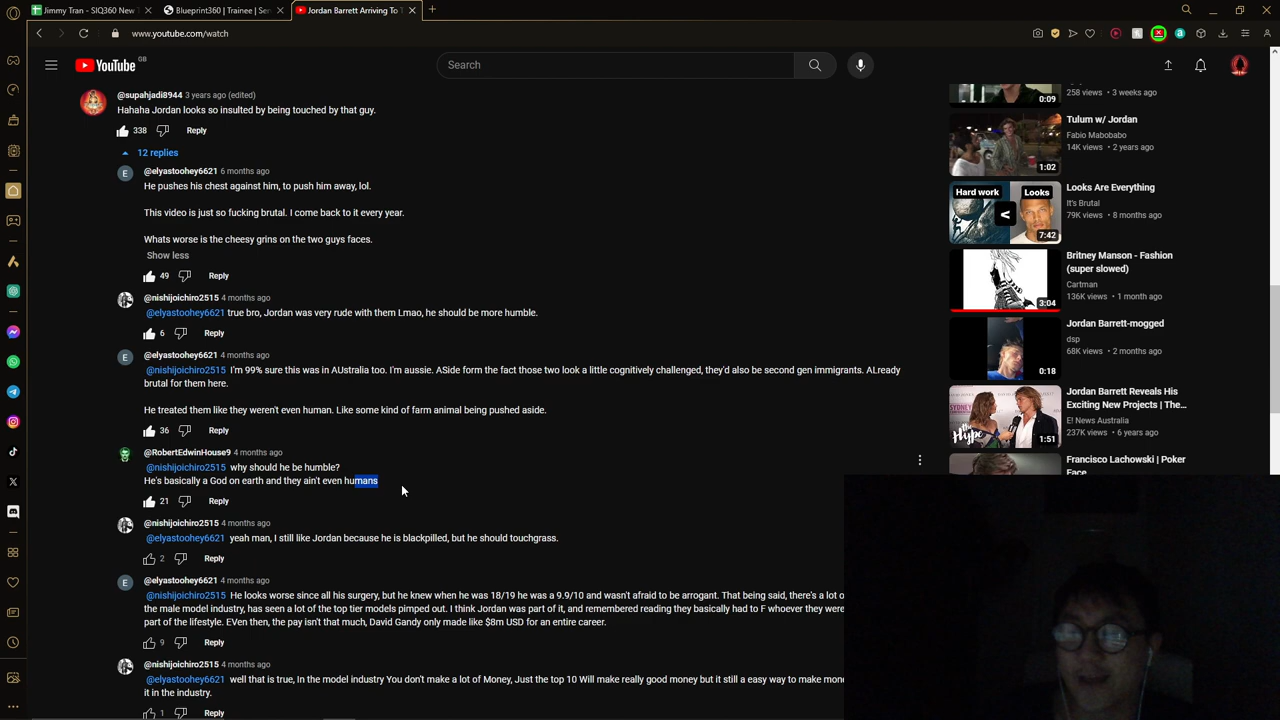 Jimmy Tran - SIQ360 New T
Blueprint360 | Trainee | Sen
Jordan Barrett Arriving To T
www.youtube.com/watch
YouTube GB
Search
@supahjadi8944 3 years ago (edited)
Hahaha Jordan looks so insulted by being touched by that guy.
338 Reply
12 replies
E
@elyastoohey6621 6 months ago
He pushes his chest against him, to push him away, lol.
This video is just so fucking brutal. I come back to it every year.
Whats worse is the cheesy grins on the two guys faces.
Show less
49 Reply
@nishijoichiro2515 4 months ago
@elyastoohey6621 true bro, Jordan was very rude with them Lmao, he should be more humble.
6 Reply
E
@elyastoohey6621 4 months ago
@nishijoichiro2515 I'm 99% sure this was in AUstralia too. I'm aussie. ASide form the fact those two look a little cognitively challenged, they'd also be second gen immigrants. ALready
brutal for them here.
He treated them like they weren't even human. Like some kind of farm animal being pushed aside.
36 Reply
@RobertEdwinHouse9 4 months ago
@nishijoichiro2515 why should he be humble?
He's basically a God on earth and they ain't even humans
21 Reply
@nishijoichiro2515 4 months ago
@elyastoohey6621 yeah man, I still like Jordan because he is blackpilled, but he should touchgrass.
2 Reply
E
@elyastoohey6621 4 months ago
@nishijoichiro2515 He looks worse since all his surgery, but he knew when he was 18/19 he was a 9.9/10 and wasn't afraid to be arrogant. That being said, there's a lot o
the male model industry, has seen a lot of the top tier models pimped out. I think Jordan was part of it, and remembered reading they basically had to F whoever they were
part of the lifestyle. EVen then, the pay isn't that much, David Gandy only made like $8m USD for an entire career.
9 Reply
@nishijoichiro2515 4 months ago
@elyastoohey6621 well that is true, In the model industry You don't make a lot of Money, Just the top 10 Will make really good money but it still a easy way to make mone
it in the industry.
1 Reply
258 views • 3 weeks ago
0:09
Tulum w/ Jordan
Fabio Mabobabo
14K views • 2 years ago
1:02
Looks Are Everything
It's Brutal
79K views • 8 months ago
Hard work < Looks
7:42
Britney Manson - Fashion
(super slowed)
Cartman
136K views • 1 month ago
3:04
Jordan Barrett-mogged
dsp
68K views • 2 months ago
0:18
Jordan Barrett Reveals His
Exciting New Projects | The...
E! News Australia
237K views • 6 years ago
the Hype
1:51
Francisco Lachowski | Perfect
Poker
Face